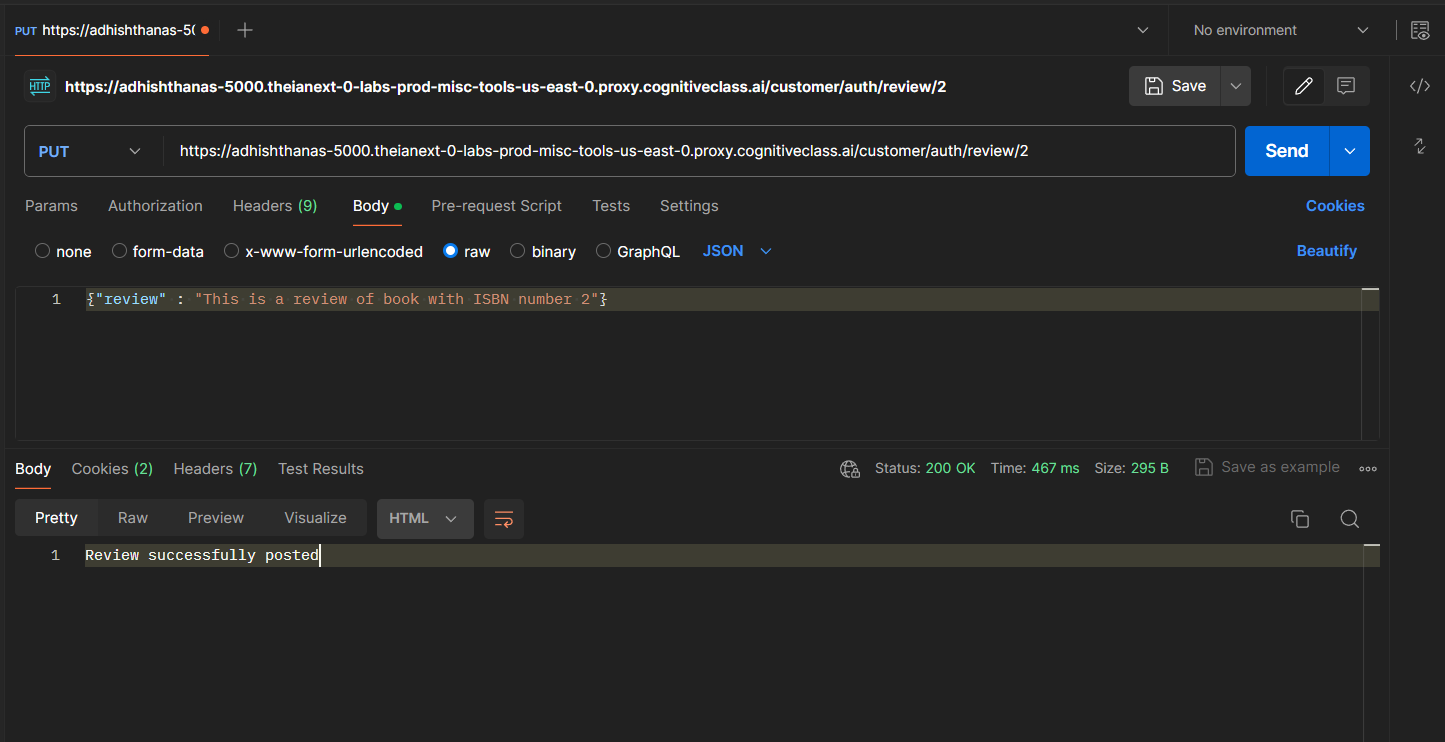 PUT https://adhishthanas-50 No environment
HTTP https://adhishthanas-5000.theianext-0-labs-prod-misc-tools-us-east-0.proxy.cognitiveclass.ai/customer/auth/review/2 Save </>
PUT https://adhishthanas-5000.theianext-0-labs-prod-misc-tools-us-east-0.proxy.cognitiveclass.ai/customer/auth/review/2 Send
Params Authorization Headers (9) Body Pre-request Script Tests Settings Cookies
none form-data x-www-form-urlencoded raw binary GraphQL JSON Beautify
1 {"review" : "This is a review of book with ISBN number 2"}
Body Cookies (2) Headers (7) Test Results Status: 200 OK Time: 467 ms Size: 295 B Save as example
Pretty Raw Preview Visualize HTML
1 Review successfully posted